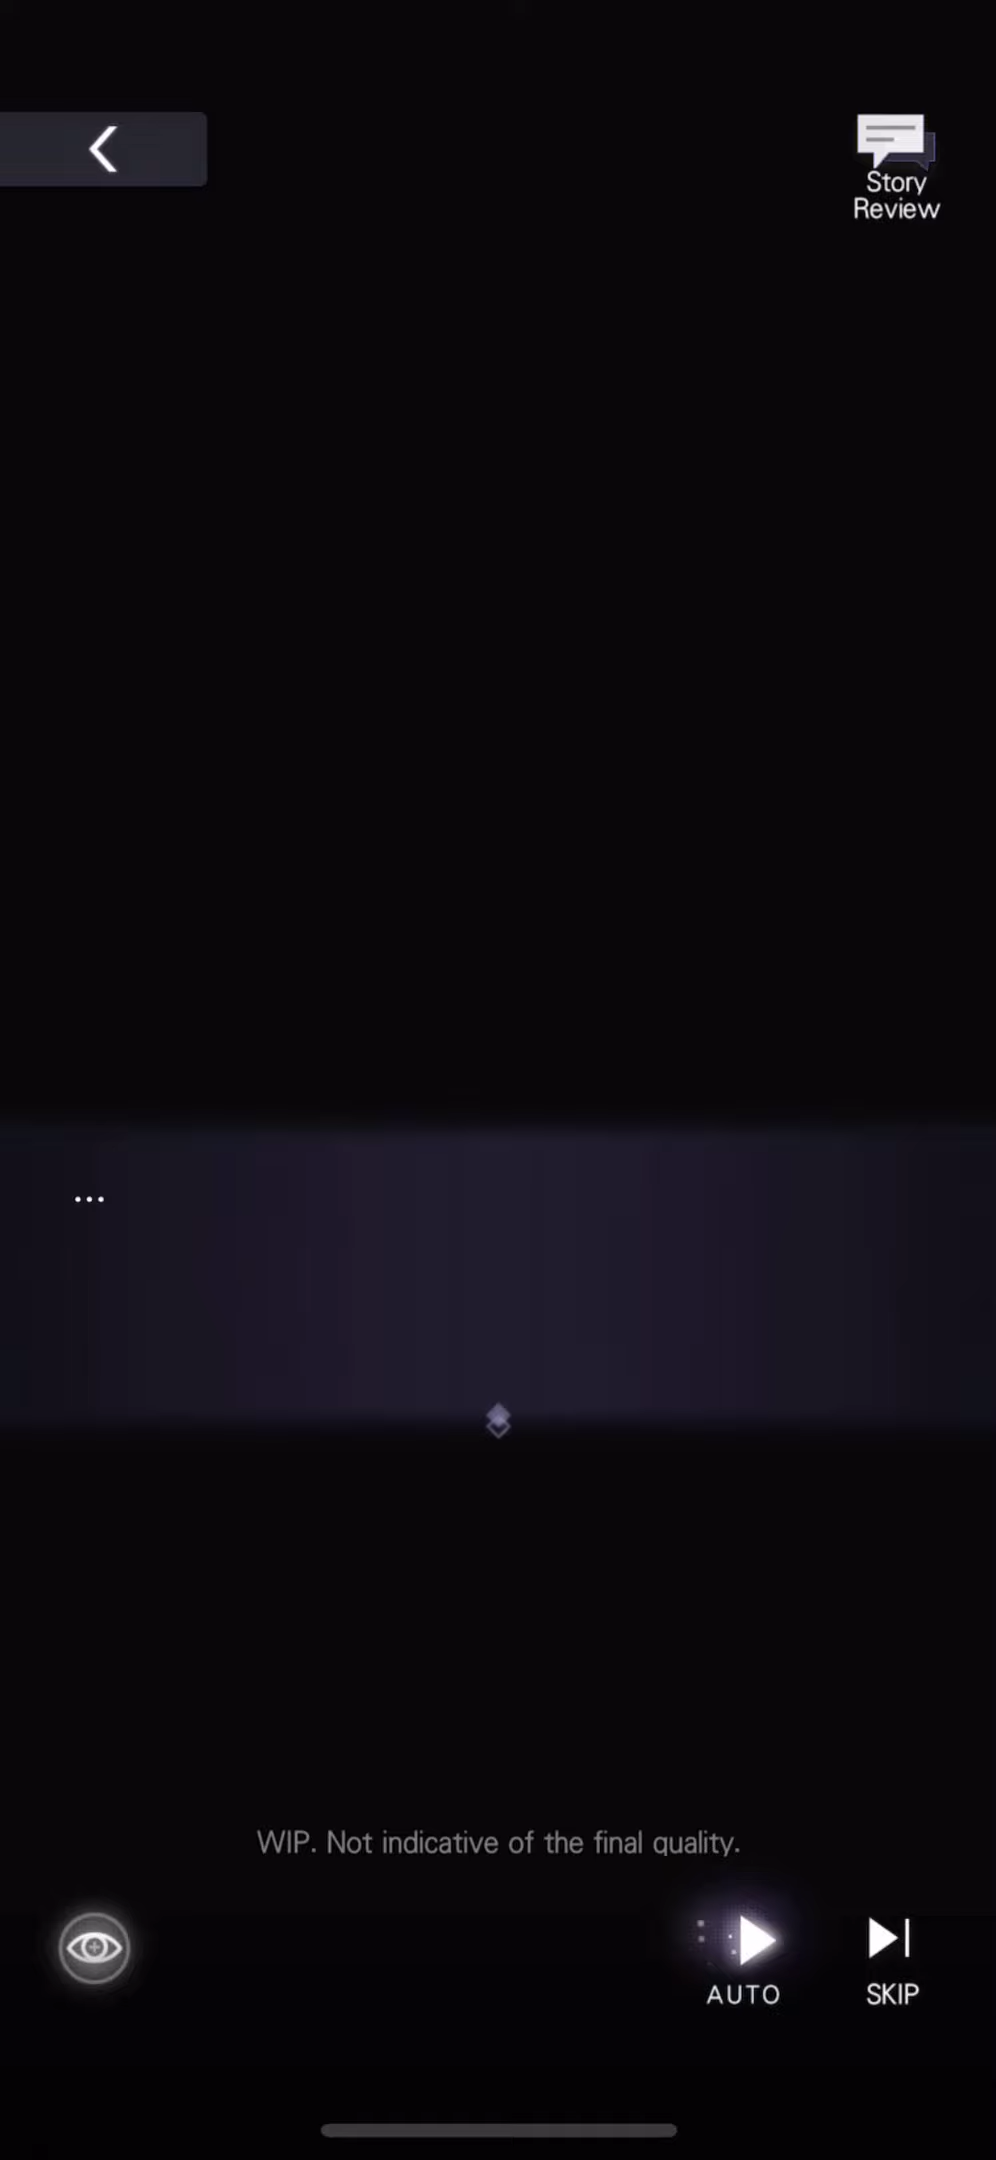 Story
Review
...
WIP. Not indicative of the final quality.
AUTO
SKIP